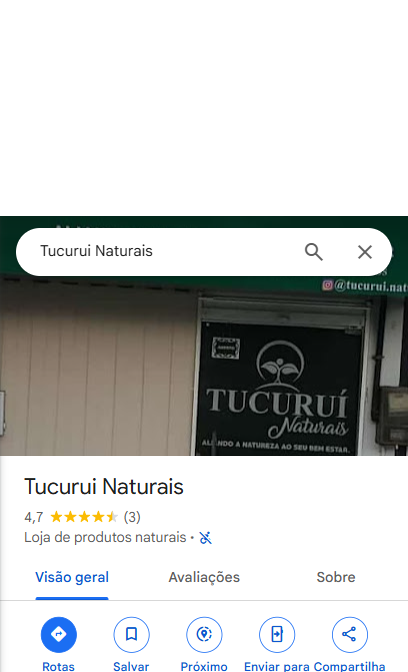 Tucurui Naturais
@tucurui.nat
TUCURUÍ
Naturais
ALIANDO A NATUREZA AO SEU BEM ESTAR.
Tucurui Naturais
4,7 (3)
Loja de produtos naturais ·
Visão geral Avaliações Sobre
Rotas Salvar Próximo Enviar para Compartilha